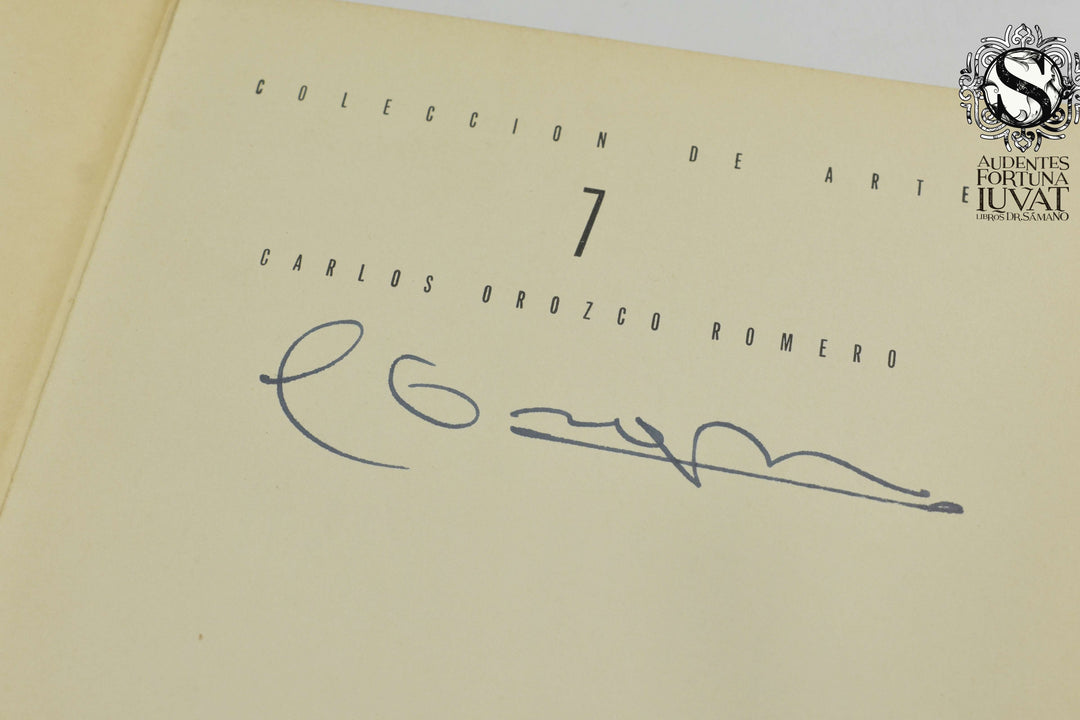 COLECCION DE ARTE
7
CARLOS OROZCO ROMERO
S
AUDENTES
FORTUNA
IUVAT
LIBROS DR. SÁMANO